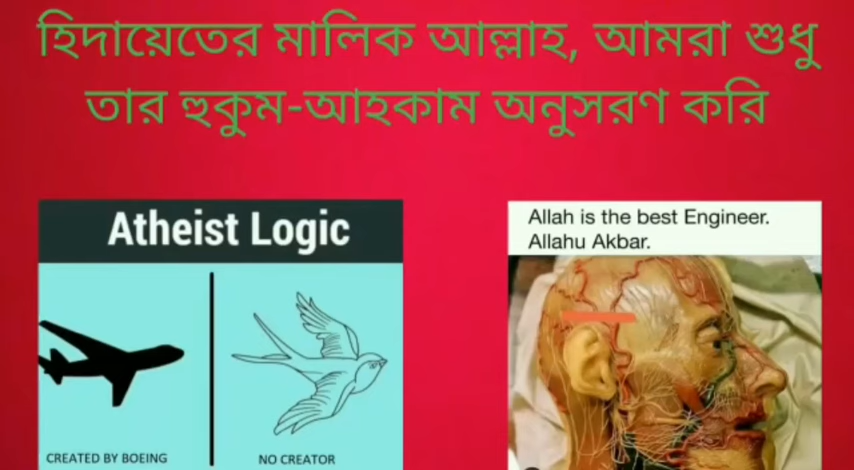 হিদায়েতের মালিক আল্লাহ, আমরা শুধু
তার হুকুম-আহকাম অনুসরণ করি
Atheist Logic
CREATED BY BOEING
NO CREATOR
Allah is the best Engineer.
Allahu Akbar.